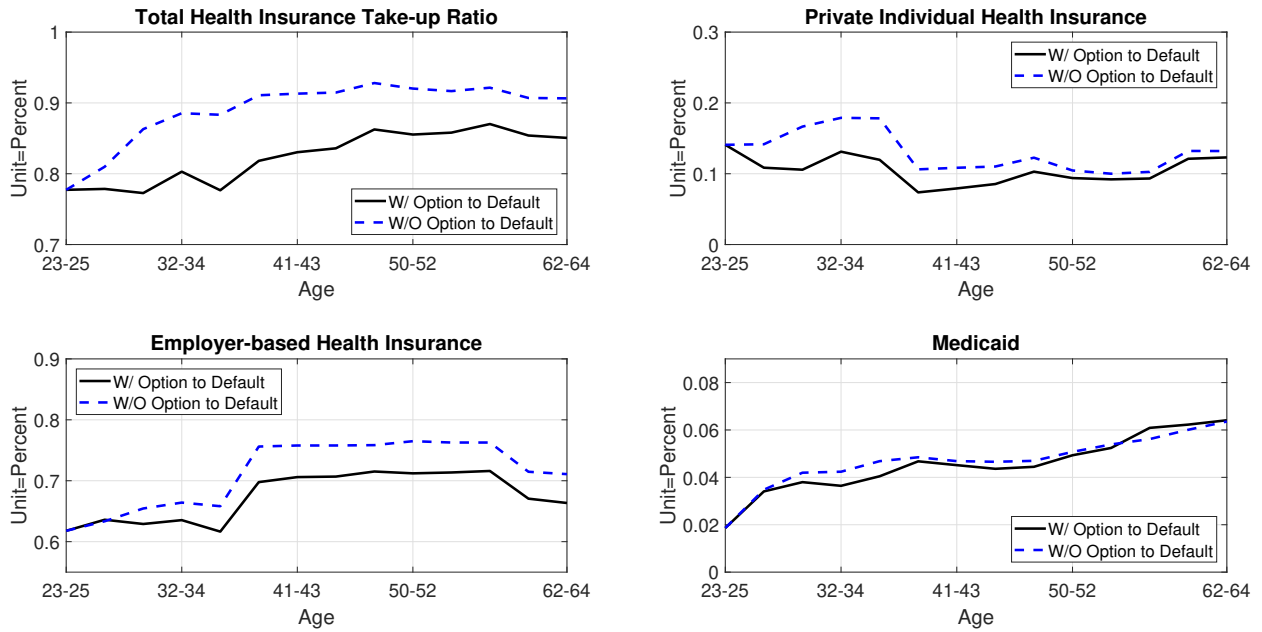 Total Health Insurance Take-up Ratio
Unit=Percent
1
0.9
0.8
0.7
W/ Option to Default
W/O Option to Default
23-25 32-34 41-43 50-52 62-64
Age
Private Individual Health Insurance
Unit=Percent
0.3
0.2
0.1
0
W/ Option to Default
W/O Option to Default
23-25 32-34 41-43 50-52 62-64
Age
Employer-based Health Insurance
Unit=Percent
0.9
0.8
0.7
0.6
W/ Option to Default
W/O Option to Default
23-25 32-34 41-43 50-52 62-64
Age
Medicaid
Unit=Percent
0.08
0.06
0.04
0.02
0
W/ Option to Default
W/O Option to Default
23-25 32-34 41-43 50-52 62-64
Age